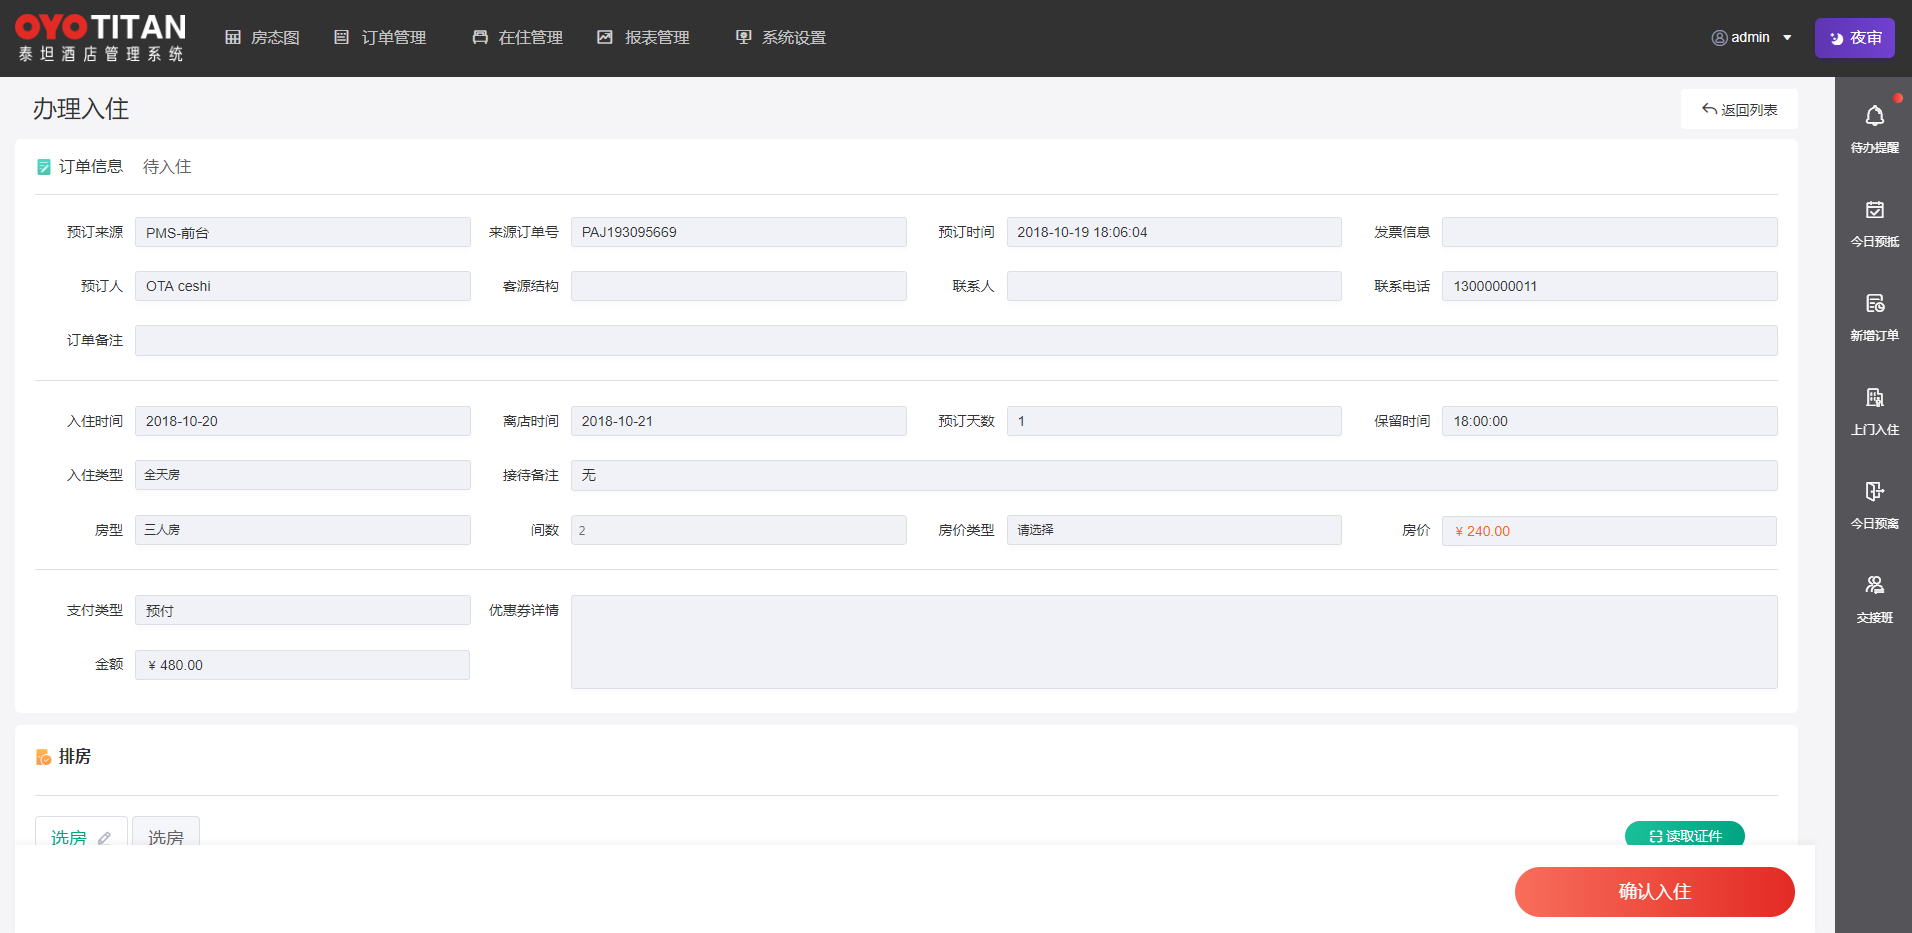 OYO TITAN
泰坦酒店管理系统
房态图 订单管理 在住管理 报表管理 系统设置 admin 夜审
办理入住 返回列表
订单信息 待入住
预订来源 PMS-前台 来源订单号 PAJ193095669 预订时间 2018-10-19 18:06:04 发票信息
预订人 OTA ceshi 客源结构 联系人 联系电话 13000000011
订单备注
入住时间 2018-10-20 离店时间 2018-10-21 预订天数 1 保留时间 18:00:00
入住类型 全天房 接待备注 无
房型 三人房 间数 2 房价类型 请选择 房价 ¥ 240.00
支付类型 预付 优惠券详情
金额 ¥ 480.00
排房
选房 选房 读取证件
确认入住
待办提醒
今日预抵
新增订单
上门入住
今日预离
交接班